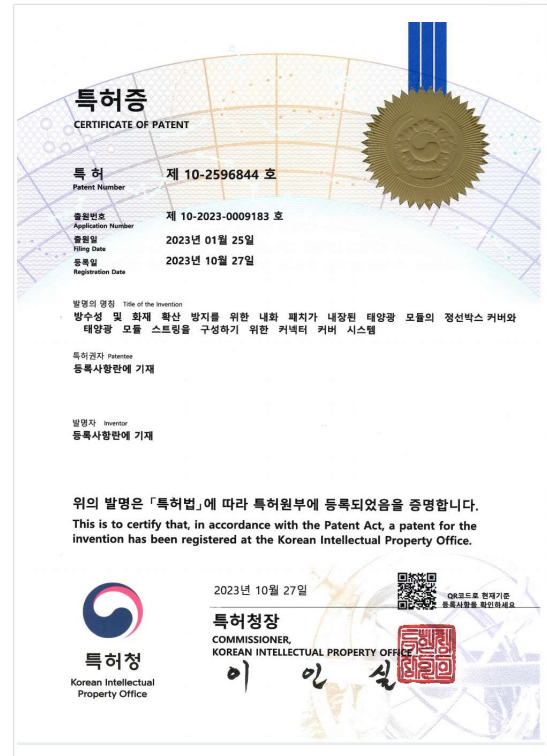 특허증
CERTIFICATE OF PATENT
특 허 제 10-2596844 호
Patent Number
출원번호 제 10-2023-0009183 호
Application Number
출원일 2023년 01월 25일
Filing Date
등록일 2023년 10월 27일
Registration Date
발명의 명칭 Title of the Invention
방수성 및 화재 확산 방지를 위한 내화 패치가 내장된 태양광 모듈의 정선박스 커버와
태양광 모듈 스트링을 구성하기 위한 커넥터 커버 시스템
특허권자 Patentee
등록사항란에 기재
발명자 Inventor
등록사항란에 기재
위의 발명은 「특허법」에 따라 특허원부에 등록되었음을 증명합니다.
This is to certify that, in accordance with the Patent Act, a patent for the
invention has been registered at the Korean Intellectual Property Office.
2023년 10월 27일
QR코드로 현재기준
등록사항을 확인하세요
특허청장
COMMISSIONER,
KOREAN INTELLECTUAL PROPERTY OFFICE
이 인 실
특허청
Korean Intellectual
Property Office